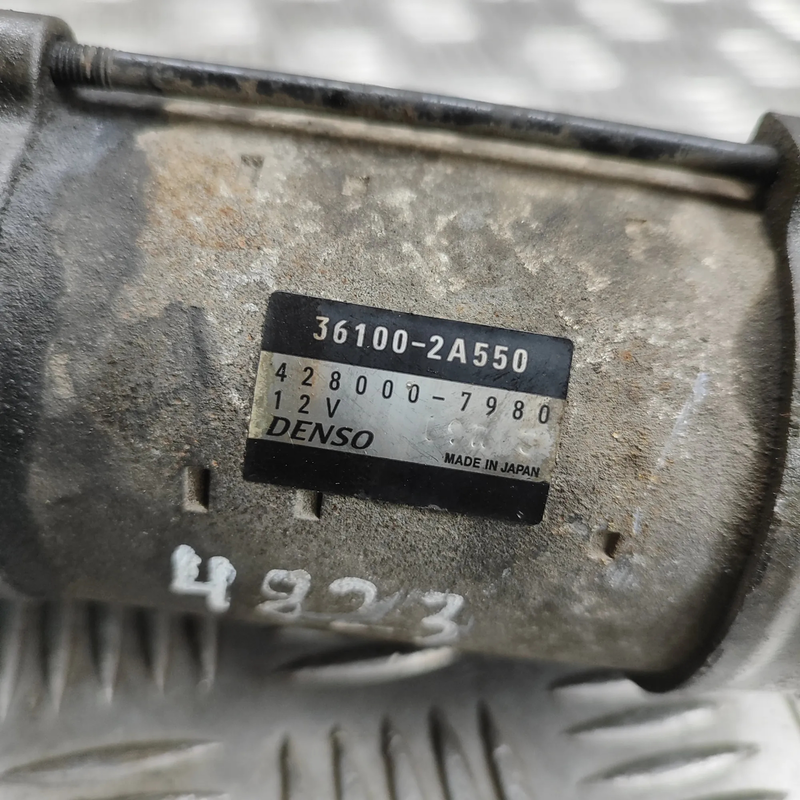 36100-2A550
428000-7980
12V
DENSO
MADE IN JAPAN
4823